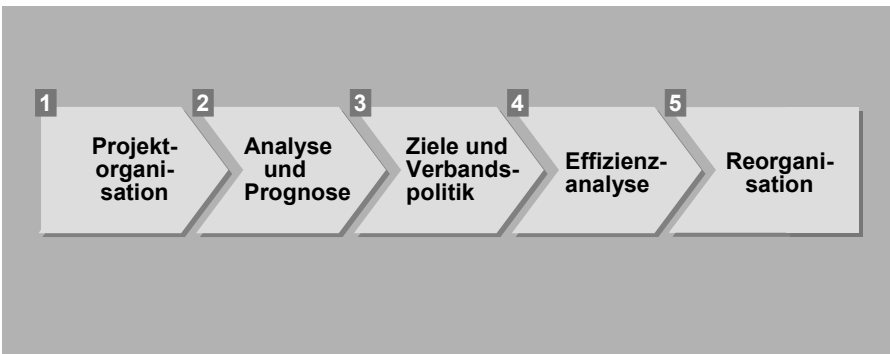 1
Projekt-
organi-
sation
2
Analyse
und
Prognose
3
Ziele und
Verbands-
politik
4
Effizienz-
analyse
5
Reorgani-
sation